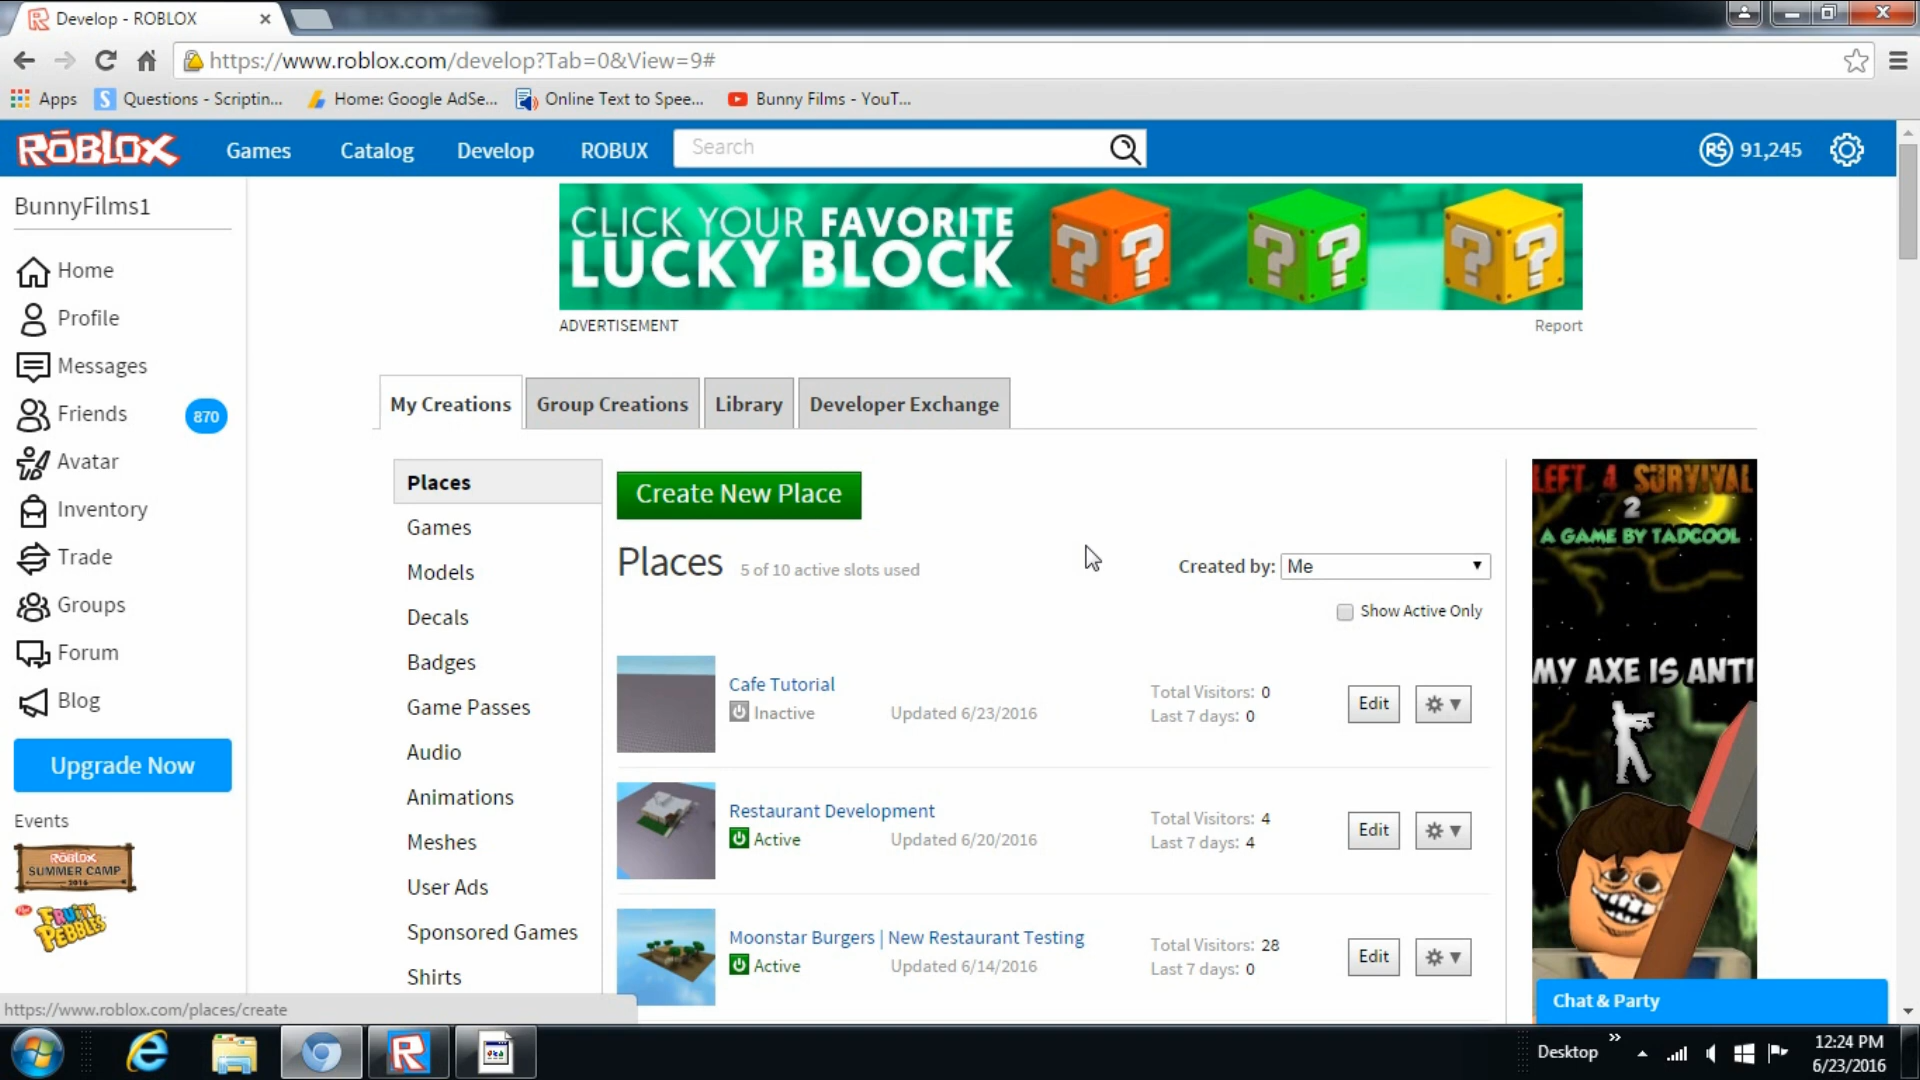 Develop - ROBLOX
https://www.roblox.com/develop?Tab=0&View=9#
Apps
Questions - Scriptin...
Home: Google AdSe...
Online Text to Spee...
Bunny Films - YouT...
ROBLOX
Games
Catalog
Develop
ROBUX
Search
R$ 91,245
BunnyFilms1
Home
Profile
Messages
Friends
870
Avatar
Inventory
Trade
Groups
Forum
Blog
Upgrade Now
Events
ROBLOX
SUMMER CAMP
2016
Post
FRUITY
PEBBLES
CLICK YOUR FAVORITE
LUCKY BLOCK
? ? ? ? ? ?
ADVERTISEMENT
Report
My Creations
Group Creations
Library
Developer Exchange
Places
Games
Models
Decals
Badges
Game Passes
Audio
Animations
Meshes
User Ads
Sponsored Games
Shirts
Create New Place
Places
5 of 10 active slots used
Created by:
Me
Show Active Only
Cafe Tutorial
Inactive
Updated 6/23/2016
Total Visitors: 0
Last 7 days: 0
Edit
Restaurant Development
Active
Updated 6/20/2016
Total Visitors: 4
Last 7 days: 4
Edit
Moonstar Burgers | New Restaurant Testing
Active
Updated 6/14/2016
Total Visitors: 28
Last 7 days: 0
Edit
LEFT 4 SURVIVAL
2
A GAME BY TADCOOL
MY AXE IS ANTI
Chat & Party
https://www.roblox.com/places/create
Desktop
12:24 PM
6/23/2016